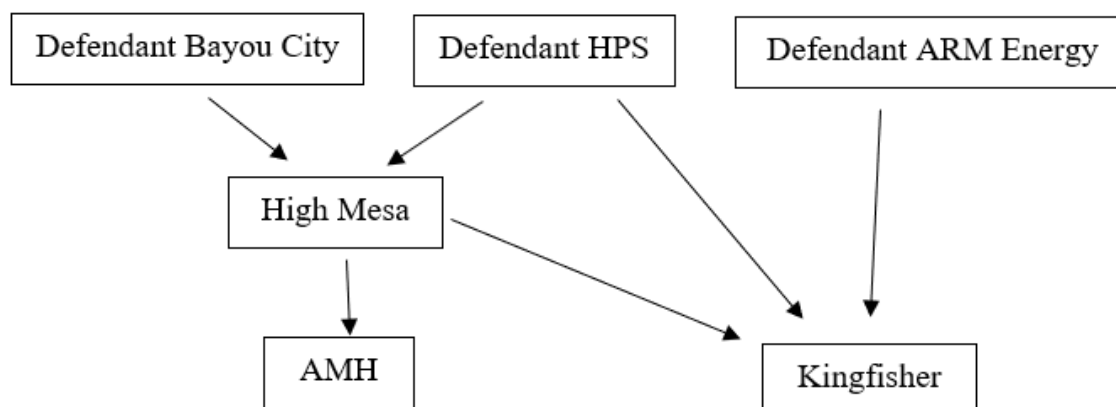 Defendant Bayou City
Defendant HPS
Defendant ARM Energy
High Mesa
AMH
Kingfisher